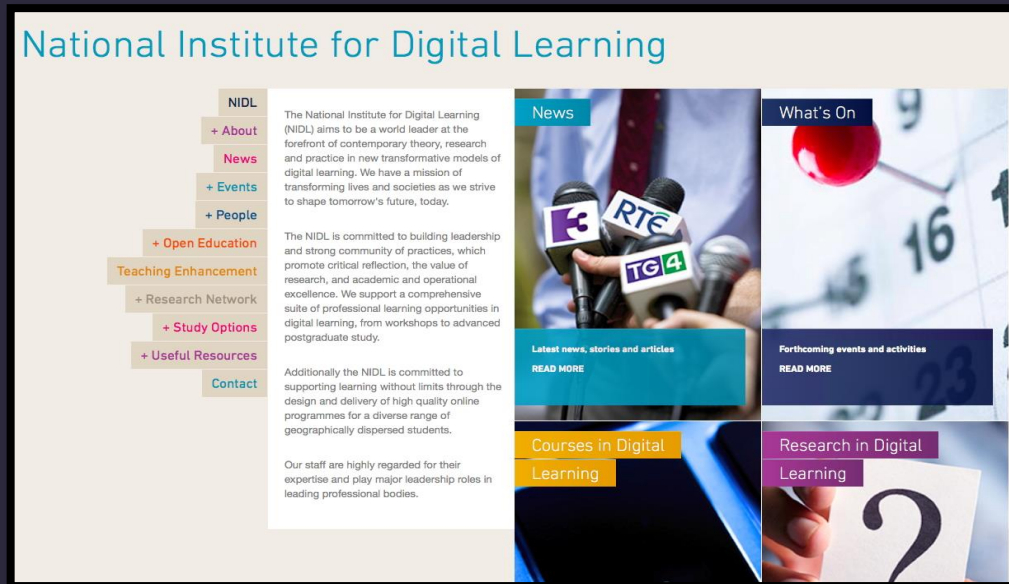 National Institute for Digital Learning
NIDL
+ About
News
+ Events
+ People
+ Open Education
Teaching Enhancement
+ Research Network
+ Study Options
+ Useful Resources
Contact
The National Institute for Digital Learning
(NIDL) aims to be a world leader at the
forefront of contemporary theory, research
and practice in new transformative models of
digital learning. We have a mission of
transforming lives and societies as we strive
to shape tomorrow's future, today.
The NIDL is committed to building leadership
and strong community of practices, which
promote critical reflection, the value of
research, and academic and operational
excellence. We support a comprehensive
suite of professional learning opportunities in
digital learning, from workshops to advanced
postgraduate study.
Additionally the NIDL is committed to
supporting learning without limits through the
design and delivery of high quality online
programmes for a diverse range of
geographically dispersed students.
Our staff are highly regarded for their
expertise and play major leadership roles in
leading professional bodies.
News
3
RTÉ
TG4
Latest news, stories and articles
READ MORE
What's On
9
16
23
Forthcoming events and activities
READ MORE
Courses in Digital
Learning
Research in Digital
Learning
?